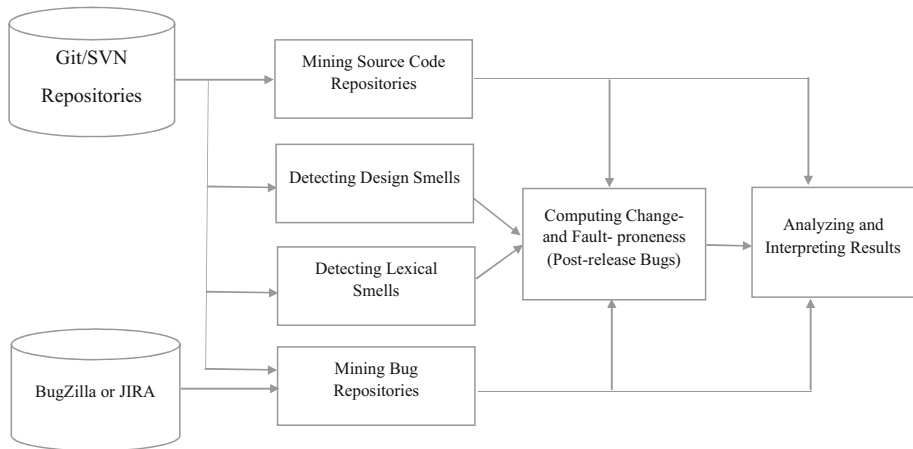 Git/SVN
Repositories
Mining Source Code
Repositories
Detecting Design Smells
Computing Change-
and Fault- proneness
(Post-release Bugs)
Analyzing and
Interpreting Results
Detecting Lexical
Smells
BugZilla or JIRA
Mining Bug
Repositories